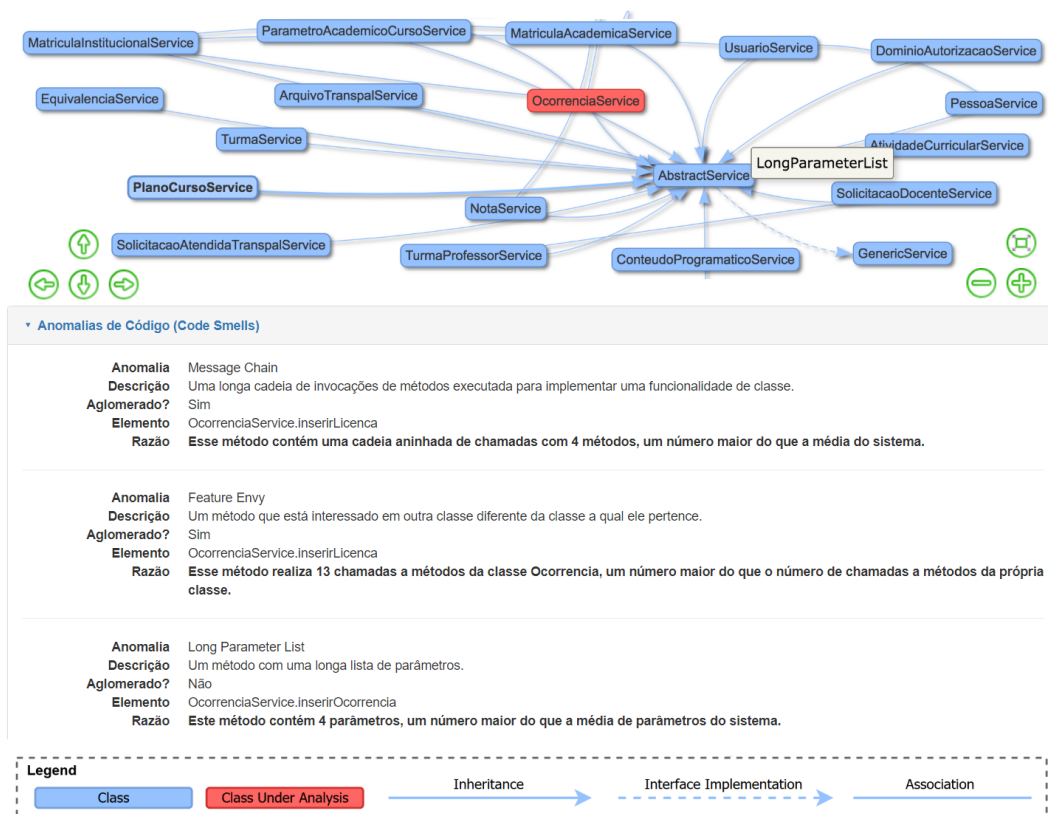 ParametroAcademicoCursoService
MatriculaAcademicaService
MatriculaInstitucionalService
UsuarioService
DominioAutorizacaoService
EquivalenciaService
ArquivoTranspalService
OcorrenciaService
PessoaService
TurmaService
AtividadeCurricularService
LongParameterList
AbstractService
PlanoCursoService
SolicitacaoDocenteService
NotaService
SolicitacaoAtendidaTranspalService
TurmaProfessorService
ConteudoProgramaticoService
GenericService
Anomalias de Código (Code Smells)
Anomalia Message Chain
Descrição Uma longa cadeia de invocações de métodos executada para implementar uma funcionalidade de classe.
Aglomerado? Sim
Elemento OcorrenciaService.inserirLicenca
Razão Esse método contém uma cadeia aninhada de chamadas com 4 métodos, um número maior do que a média do sistema.
Anomalia Feature Envy
Descrição Um método que está interessado em outra classe diferente da classe a qual ele pertence.
Aglomerado? Sim
Elemento OcorrenciaService.inserirLicenca
Razão Esse método realiza 13 chamadas a métodos da classe Ocorrencia, um número maior do que o número de chamadas a métodos da própria
classe.
Anomalia Long Parameter List
Descrição Um método com uma longa lista de parâmetros.
Aglomerado? Não
Elemento OcorrenciaService.inserirOcorrencia
Razão Este método contém 4 parâmetros, um número maior do que a média de parâmetros do sistema.
Legend
Class
Class Under Analysis
Inheritance
Interface Implementation
Association